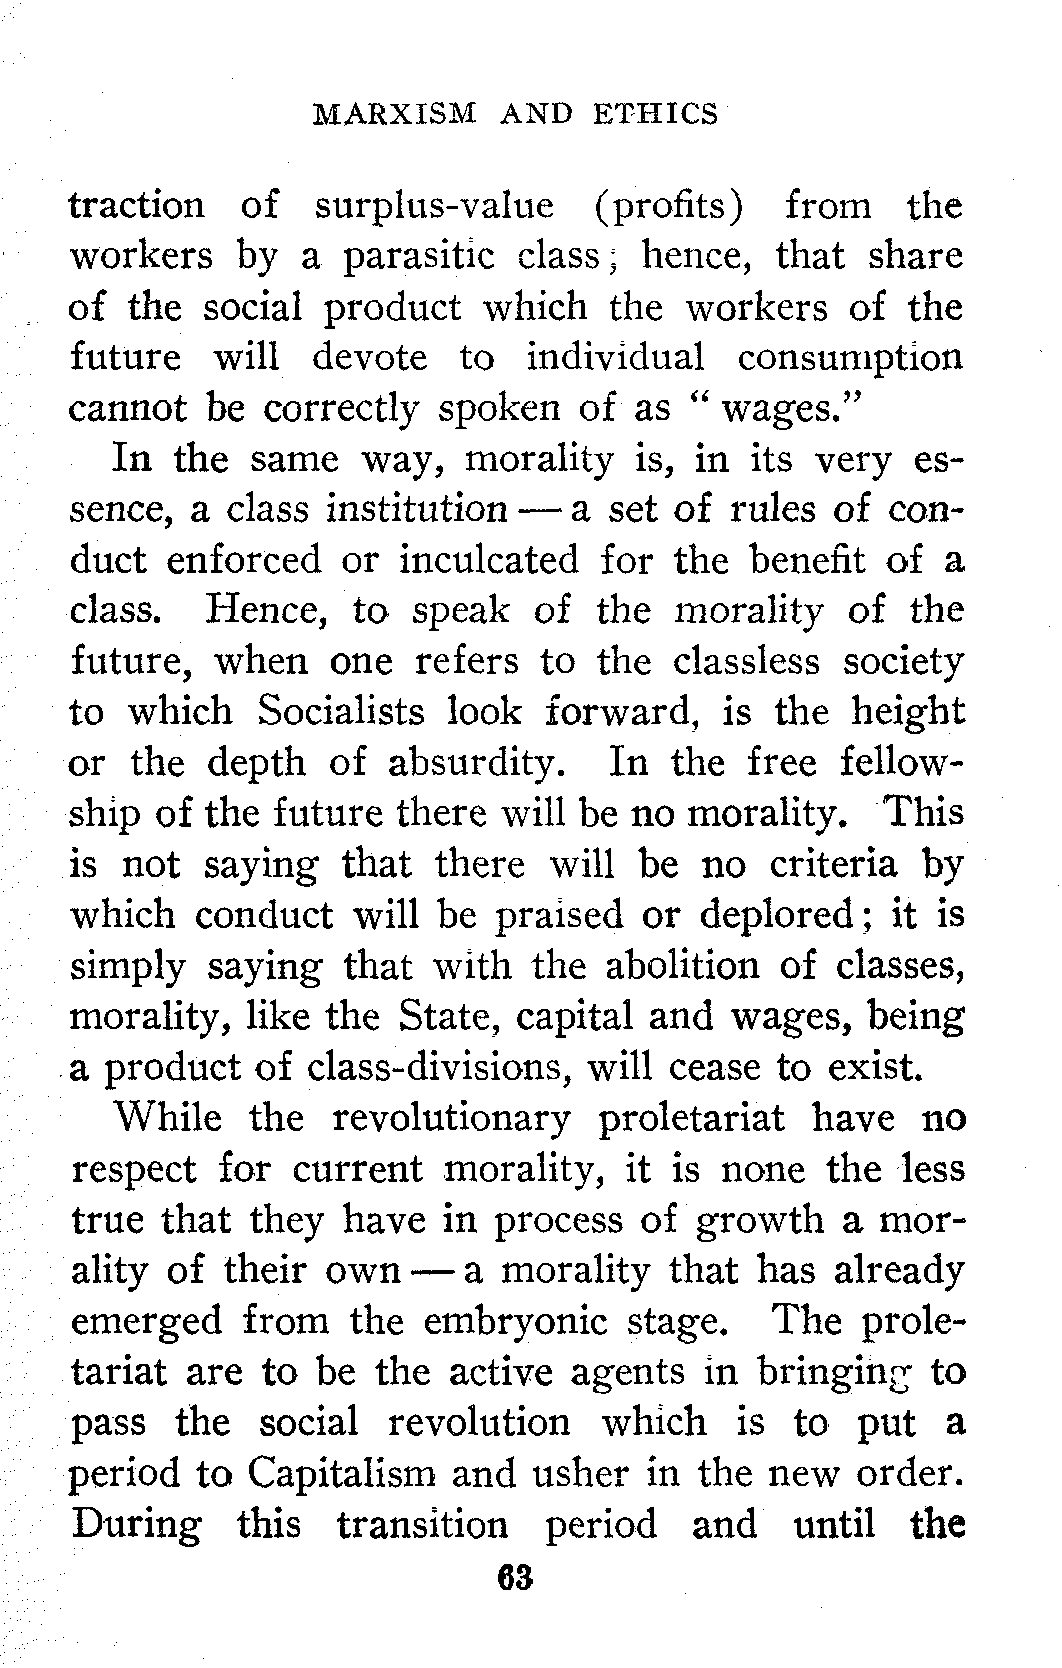 MARXISM AND ETHICS
traction of surplus-value (profits) from the
workers by a parasitic class; hence, that share
of the social product which the workers of the
future will devote to individual consumption
cannot be correctly spoken of as “ wages.”
In the same way, morality is, in its very es-
sence, a class institution — a set of rules of con-
duct enforced or inculcated for the benefit of a
class. Hence, to speak of the morality of the
future, when one refers to the classless society
to which Socialists look forward, is the height
or the depth of absurdity. In the free fellow-
ship of the future there will be no morality. This
is not saying that there will be no criteria by
which conduct will be praised or deplored; it is
simply saying that with the abolition of classes,
morality, like the State, capital and wages, being
a product of class-divisions, will cease to exist.
While the revolutionary proletariat have no
respect for current morality, it is none the less
true that they have in process of growth a mor-
ality of their own — a morality that has already
emerged from the embryonic stage. The prole-
tariat are to be the active agents in bringing to
pass the social revolution which is to put a
period to Capitalism and usher in the new order.
During this transition period and until the
63